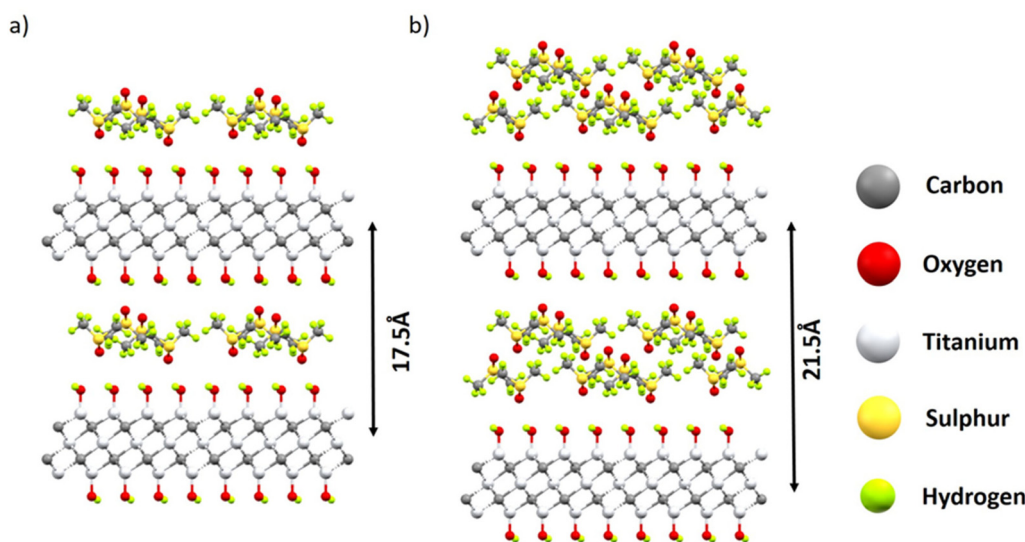 a)
b)
17.5Å
21.5Å
Carbon
Oxygen
Titanium
Sulphur
Hydrogen